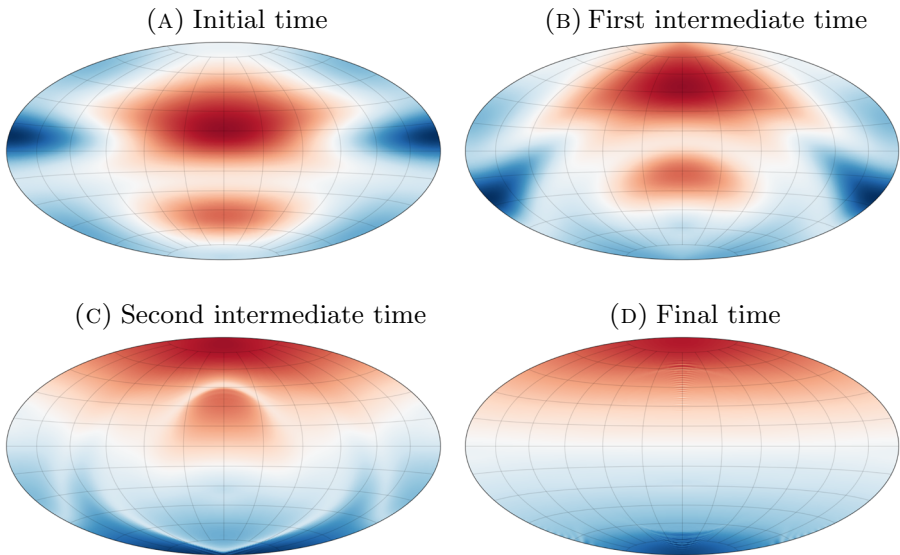 (A) Initial time
(B) First intermediate time
(C) Second intermediate time
(D) Final time